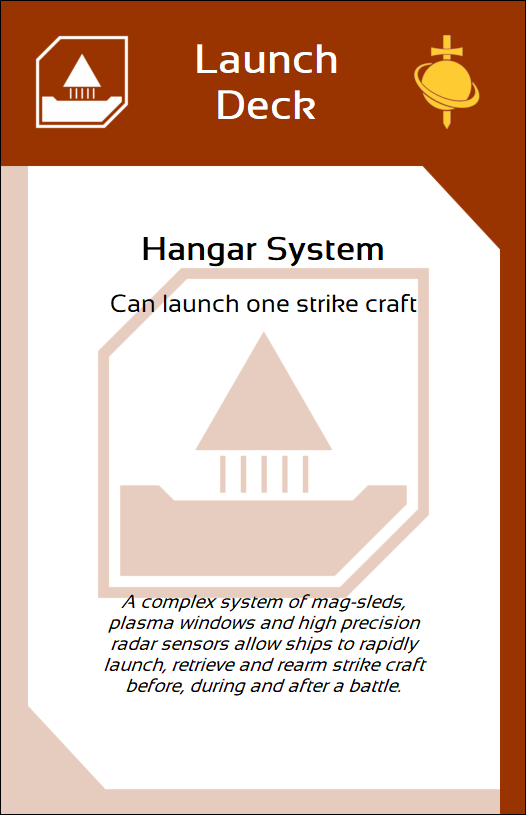 Launch
Deck
Hangar System
Can launch one strike craft
A complex system of mag-sleds,
plasma windows and high precision
radar sensors allow ships to rapidly
launch, retrieve and rearm strike craft
before, during and after a battle.